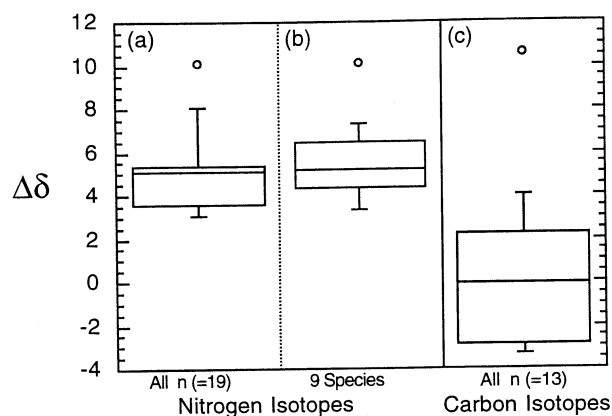 12
10
8
6
4
2
0
-2
-4
Δδ
(a)
(b)
(c)
All n (=19)
9 Species
All n (=13)
Nitrogen Isotopes
Carbon Isotopes